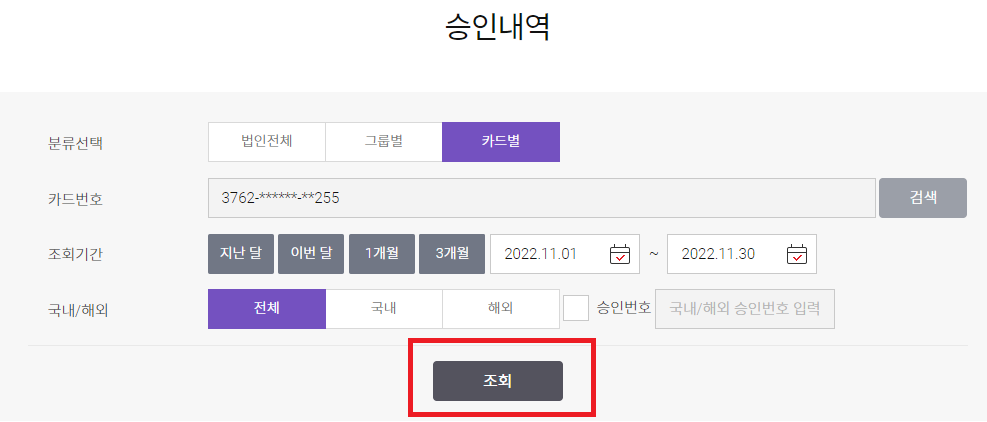 승인내역
분류선택 법인전체 그룹별 카드별
카드번호 3762-******-**255 검색
조회기간 지난 달 이번 달 1개월 3개월 2022.11.01 ~ 2022.11.30
국내/해외 전체 국내 해외 승인번호 국내/해외 승인번호 입력
조회